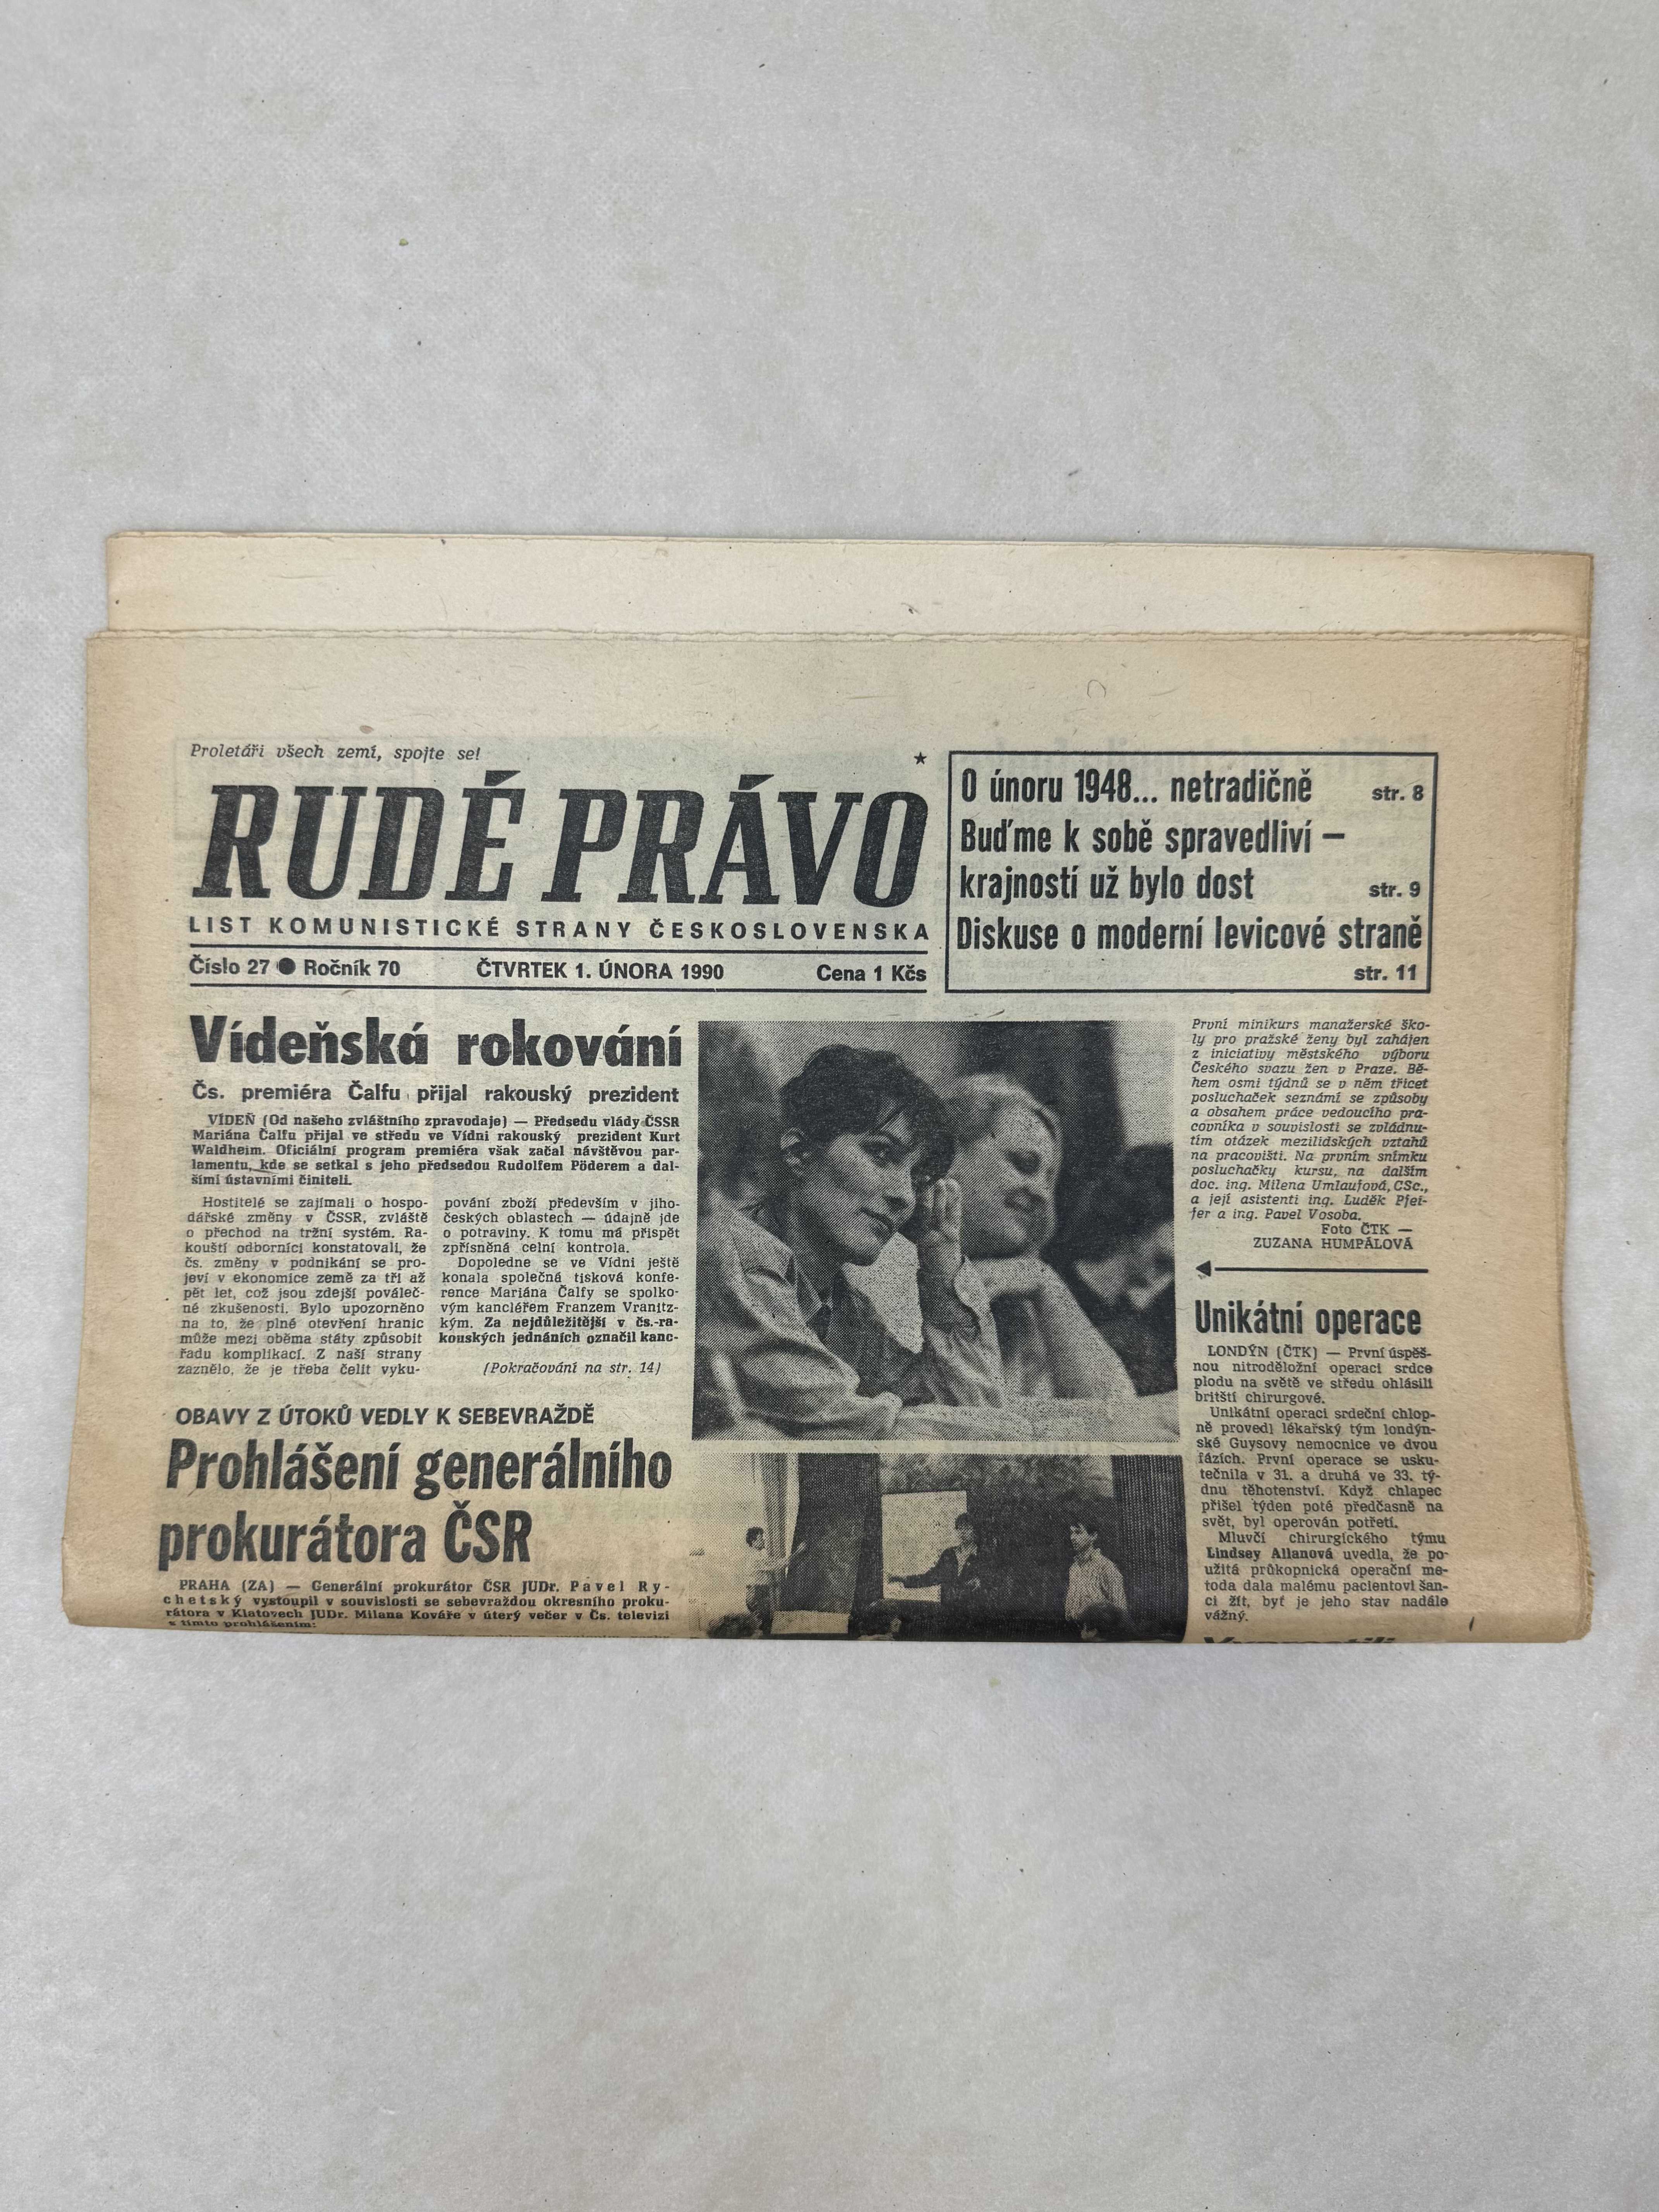 Proletáři všech zemí, spojte se!
RUDÉ PRÁVO
LIST KOMUNISTICKÉ STRANY ČESKOSLOVENSKA
Číslo 27 ● Ročník 70 ČTVRTEK 1. ÚNORA 1990 Cena 1 Kčs
O únoru 1948... netradičně str. 8
Buďme k sobě spravedliví —
krajností už bylo dost str. 9
Diskuse o moderní levicové straně
str. 11
Vídeňská rokování
Čs. premiéra Čalfu přijal rakouský prezident
VÍDEŇ (Od našeho zvláštního zpravodaje) — Předsedu vlády ČSSR
Mariána Čalfu přijal ve středu ve Vídni rakouský prezident Kurt
Waldheim. Oficiální program premiéra však začal návštěvou par-
lamentu, kde se setkal s jeho předsedou Rudolfem Pöderem a dal-
šími ústavními činiteli.
Hostitelé se zajímali o hospo-
dářské změny v ČSSR, zvláště
o přechod na tržní systém. Ra-
kouští odborníci konstatovali, že
čs. změny v podnikání se pro-
jeví v ekonomice země za tři až
pět let, což jsou zdejší pováleč-
né zkušenosti. Bylo upozorněno
na to, že plné otevření hranic
může mezi oběma státy způsobit
řadu komplikací. Z naší strany
zaznělo, že je třeba čelit vyku-
pování zboží především v jiho-
českých oblastech — údajně jde
o potraviny. K tomu má přispět
zpřísněná celní kontrola.
Dopoledne se ve Vídni ještě
konala společná tisková konfe-
rence Mariána Čalfy se spolko-
vým kancléřem Franzem Vranitz-
kým. Za nejdůležitější v čs.-ra-
kouských jednáních označil kanc-
(Pokračování na str. 14)
OBAVY Z ÚTOKŮ VEDLY K SEBEVRAŽDĚ
Prohlášení generálního
prokurátora ČSR
PRAHA (ZA) — Generální prokurátor ČSR JUDr. Pavel Ry-
chetský vystoupil v souvislosti se sebevraždou okresního proku-
rátora v Klatovech JUDr. Milana Kováře v úterý večer v Čs. televizi
s tímto prohlášením:
První minikurs manažerské ško-
ly pro pražské ženy byl zahájen
z iniciativy městského výboru
Českého svazu žen v Praze. Bě-
hem osmi týdnů se v něm třicet
posluchaček seznámí se způsoby
a obsahem práce vedoucího pra-
covníka v souvislosti se zvládnu-
tím otázek mezilidských vztahů
na pracovišti. Na prvním snímku
posluchačky kursu, na dalším
doc. ing. Milena Umlaufová, CSc.,
a její asistenti ing. Luděk Pfei-
fer a ing. Pavel Vosoba.
Foto ČTK —
ZUZANA HUMPÁLOVÁ
Unikátní operace
LONDÝN (ČTK) — První úspěš-
nou nitroděložní operaci srdce
plodu na světě ve středu ohlásili
britští chirurgové.
Unikátní operaci srdeční chlop-
ně provedl lékařský tým londýn-
ské Guysovy nemocnice ve dvou
fázích. První operace se usku-
tečnila v 31. a druhá ve 33. tý-
dnu těhotenství. Když chlapec
přišel týden poté předčasně na
svět, byl operován potřetí.
Mluvčí chirurgického týmu
Lindsey Allanová uvedla, že po-
užitá průkopnická operační me-
toda dala malému pacientovi šan-
ci žít, byť je jeho stav nadále
vážný.